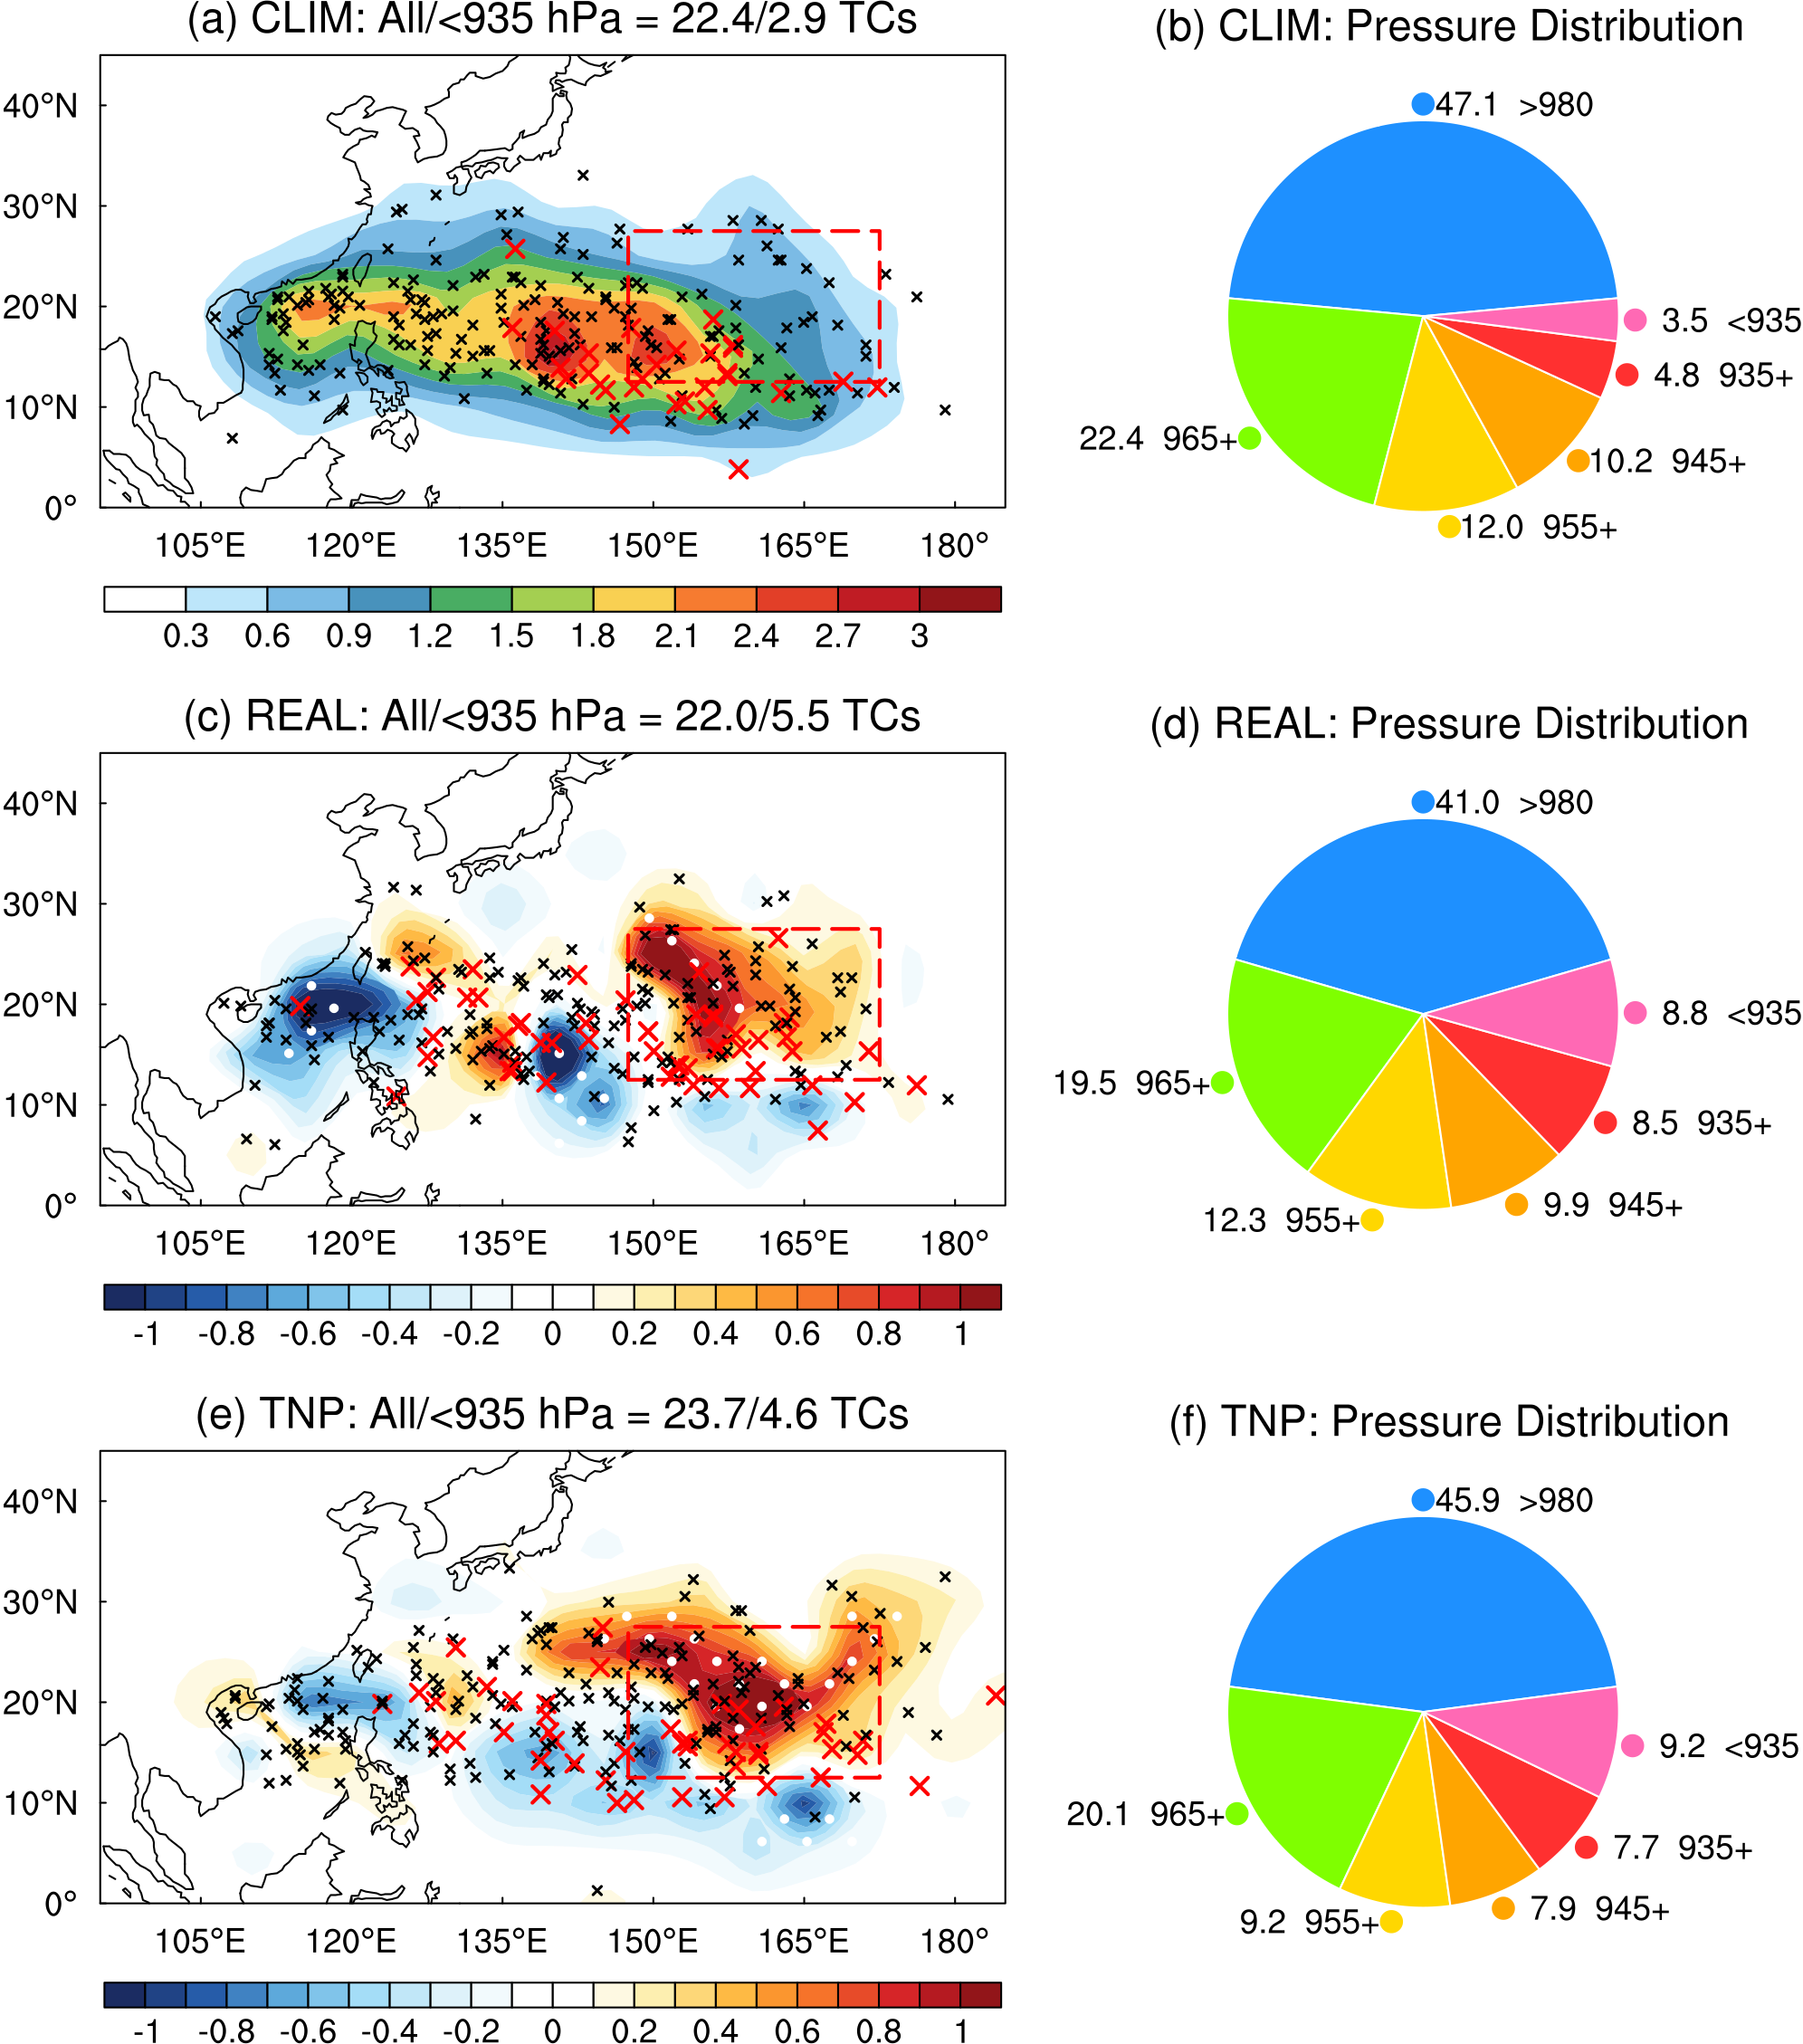 (a) CLIM: All/<935 hPa = 22.4/2.9 TCs
40°N
30°N
20°N
10°N
0°
105°E 120°E 135°E 150°E 165°E 180°
0.3 0.6 0.9 1.2 1.5 1.8 2.1 2.4 2.7 3
(b) CLIM: Pressure Distribution
47.1 >980
3.5 <935
4.8 935+
10.2 945+
12.0 955+
22.4 965+
(c) REAL: All/<935 hPa = 22.0/5.5 TCs
40°N
30°N
20°N
10°N
0°
105°E 120°E 135°E 150°E 165°E 180°
-1 -0.8 -0.6 -0.4 -0.2 0 0.2 0.4 0.6 0.8 1
(d) REAL: Pressure Distribution
41.0 >980
8.8 <935
8.5 935+
9.9 945+
12.3 955+
19.5 965+
(e) TNP: All/<935 hPa = 23.7/4.6 TCs
40°N
30°N
20°N
10°N
0°
105°E 120°E 135°E 150°E 165°E 180°
-1 -0.8 -0.6 -0.4 -0.2 0 0.2 0.4 0.6 0.8 1
(f) TNP: Pressure Distribution
45.9 >980
9.2 <935
7.7 935+
7.9 945+
9.2 955+
20.1 965+